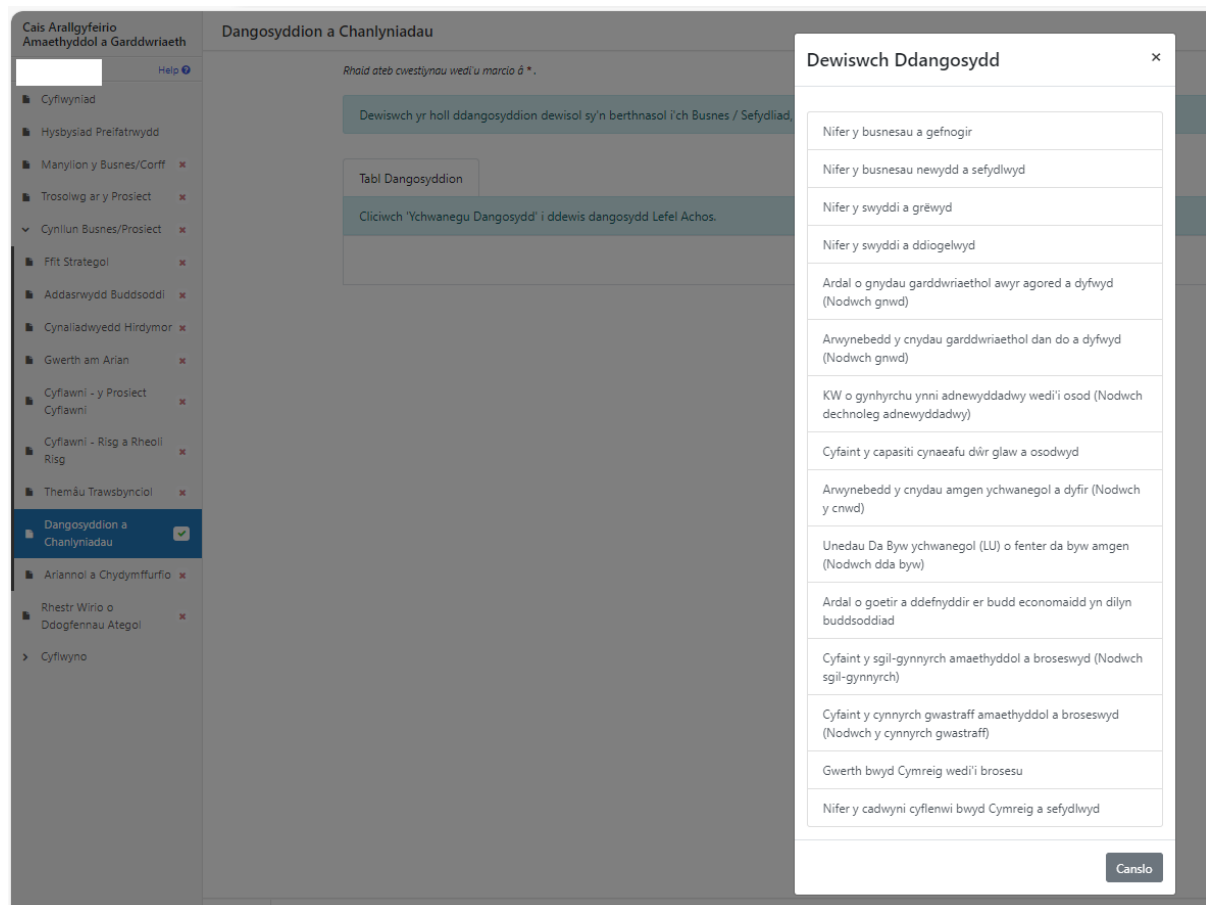 Cais Arallgyfeirio
Amaethyddol a Garddwriaeth
Help
Cyflwyniad
Hysbysiad Preifatrwydd
Manylion y Busnes/Corff
Trosolwg ar y Prosiect
Cynllun Busnes/Prosiect
Ffit Strategol
Addasrwydd Buddsoddi
Cynaliadwyedd Hirdymor
Gwerth am Arian
Cyflawni - y Prosiect
Cyflawni
Cyflawni - Risg a Rheoli
Risg
Themâu Trawsbynciol
Dangosyddion a
Chanlyniadau
Ariannol a Chydymffurfio
Rhestr Wirio o
Ddogfennau Ategol
Cyflwyno
Dangosyddion a Chanlyniadau
Rhaid ateb cwestiynau wedi'u marcio â * .
Dewiswch yr holl ddangosyddion dewisol sy'n berthnasol i'ch Busnes / Sefydliad,
Tabl Dangosyddion
Cliciwch 'Ychwanegu Dangosydd' i ddewis dangosydd Lefel Achos.
Dewiswch Ddangosydd
×
Nifer y busnesau a gefnogir
Nifer y busnesau newydd a sefydlwyd
Nifer y swyddi a grëwyd
Nifer y swyddi a ddiogelwyd
Ardal o gnydau garddwriaethol awyr agored a dyfwyd
(Nodwch gnwd)
Arwynebedd y cnydau garddwriaethol dan do a dyfwyd
(Nodwch gnwd)
KW o gynhyrchu ynni adnewyddadwy wedi'i osod (Nodwch
dechnoleg adnewyddadwy)
Cyfaint y capasiti cynaeafu dŵr glaw a osodwyd
Arwynebedd y cnydau amgen ychwanegol a dyfir (Nodwch
y cnwd)
Unedau Da Byw ychwanegol (LU) o fenter da byw amgen
(Nodwch dda byw)
Ardal o goetir a ddefnyddir er budd economaidd yn dilyn
buddsoddiad
Cyfaint y sgil-gynnyrch amaethyddol a broseswyd (Nodwch
sgil-gynnyrch)
Cyfaint y cynnyrch gwastraff amaethyddol a broseswyd
(Nodwch y cynnyrch gwastraff)
Gwerth bwyd Cymreig wedi'i brosesu
Nifer y cadwyni cyflenwi bwyd Cymreig a sefydlwyd
Canslo